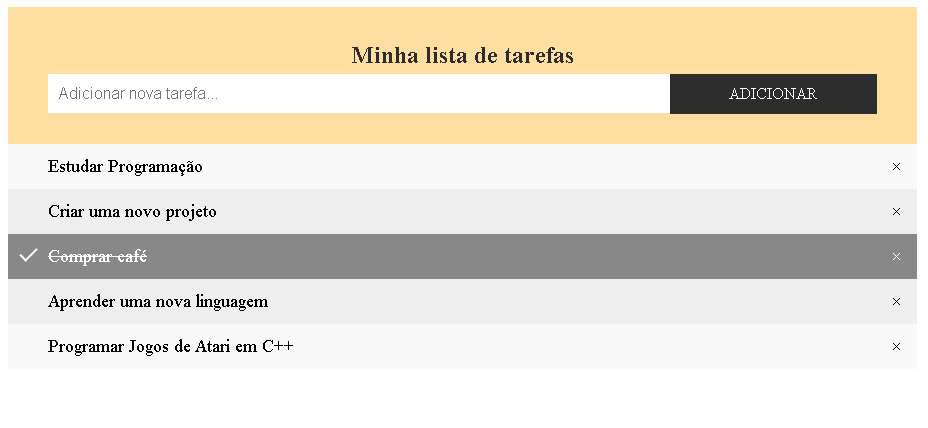 Minha lista de tarefas
Adicionar nova tarefa...
ADICIONAR
Estudar Programação ×
Criar uma novo projeto ×
Comprar café ×
Aprender uma nova linguagem ×
Programar Jogos de Atari em C++ ×